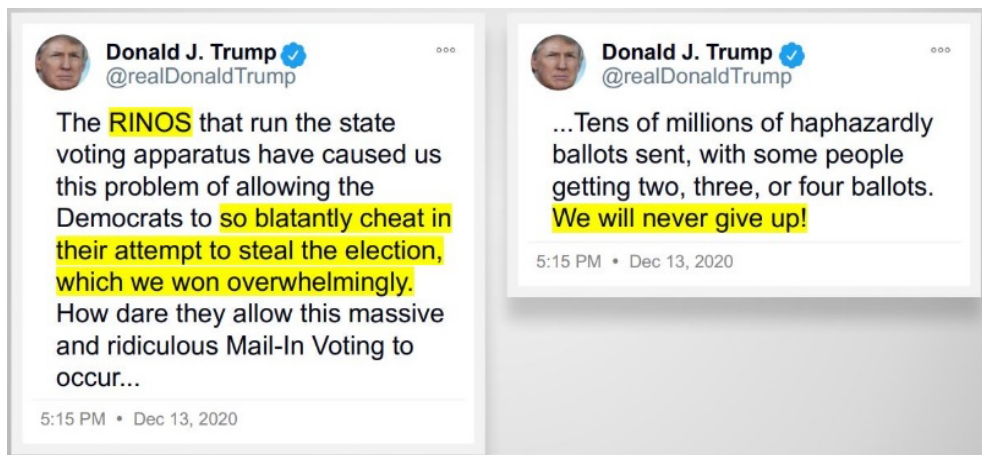 Donald J. Trump
@realDonaldTrump
The RINOS that run the state
voting apparatus have caused us
this problem of allowing the
Democrats to so blatantly cheat in
their attempt to steal the election,
which we won overwhelmingly.
How dare they allow this massive
and ridiculous Mail-In Voting to
occur...
5:15 PM • Dec 13, 2020
Donald J. Trump
@realDonaldTrump
...Tens of millions of haphazardly
ballots sent, with some people
getting two, three, or four ballots.
We will never give up!
5:15 PM • Dec 13, 2020